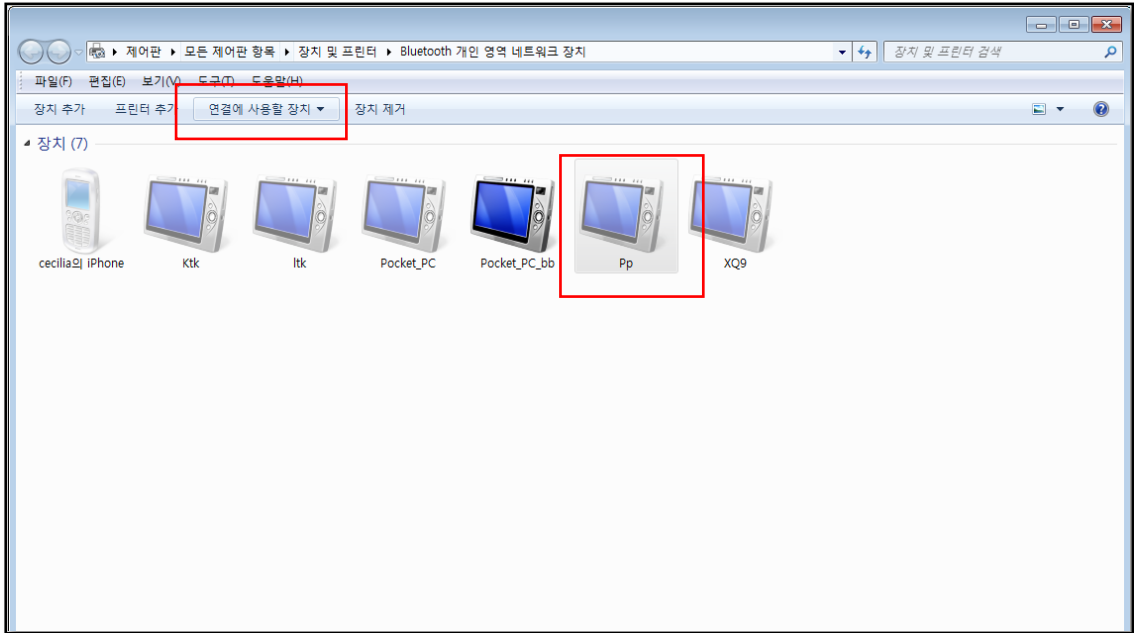 제어판 ▸ 모든 제어판 항목 ▸ 장치 및 프린터 ▸ Bluetooth 개인 영역 네트워크 장치 장치 및 프린터 검색
파일(F) 편집(E) 보기(V) 도구(T) 도움말(H)
장치 추가 프린터 추가 연결에 사용할 장치 장치 제거
장치 (7)
cecilia의 iPhone Ktk ltk Pocket_PC Pocket_PC_bb Pp XQ9